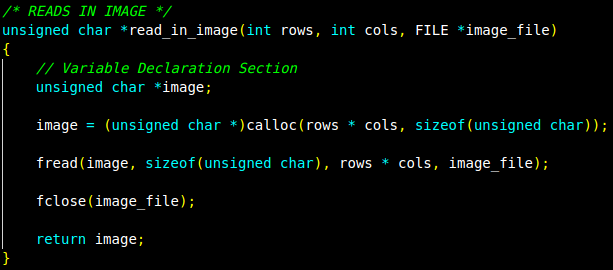 /* READS IN IMAGE */
unsigned char *read_in_image(int rows, int cols, FILE *image_file)
{
    // Variable Declaration Section
    unsigned char *image;

    image = (unsigned char *)calloc(rows * cols, sizeof(unsigned char));

    fread(image, sizeof(unsigned char), rows * cols, image_file);

    fclose(image_file);

    return image;
}